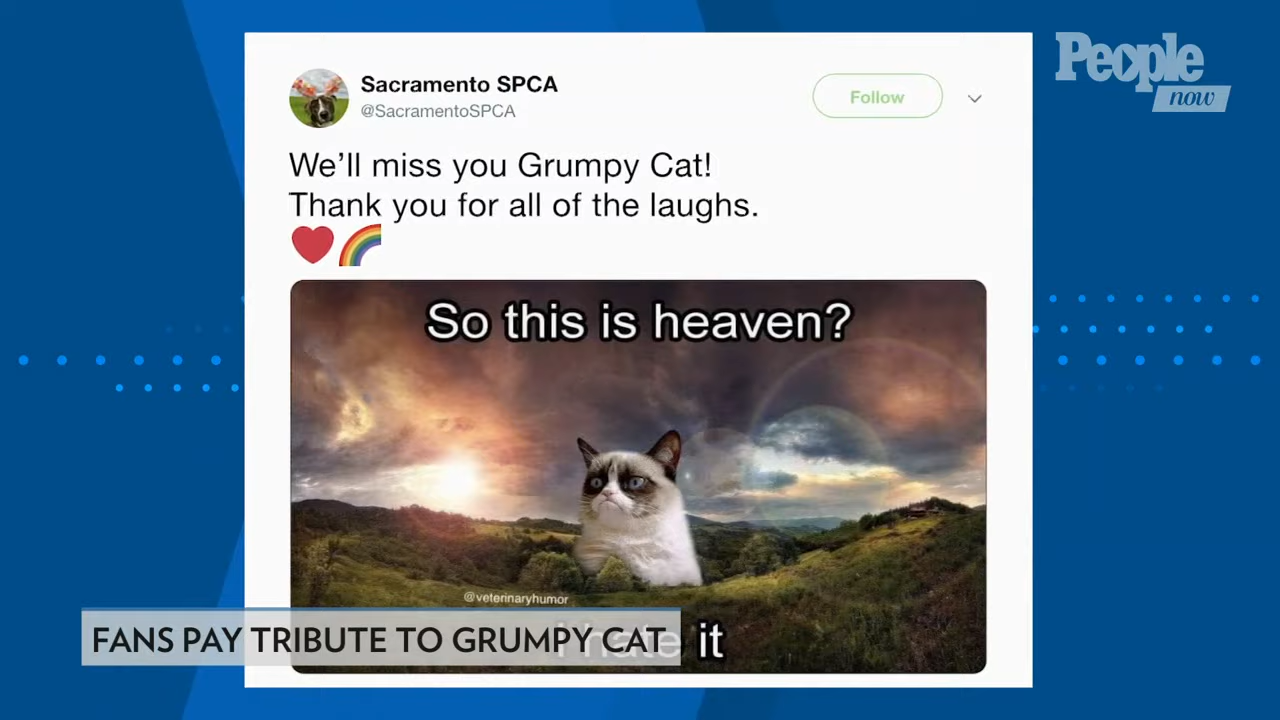 People
now
Sacramento SPCA
@SacramentoSPCA
Follow
We’ll miss you Grumpy Cat!
Thank you for all of the laughs.
So this is heaven?
@veterinaryhumor
I hate it
FANS PAY TRIBUTE TO GRUMPY CAT